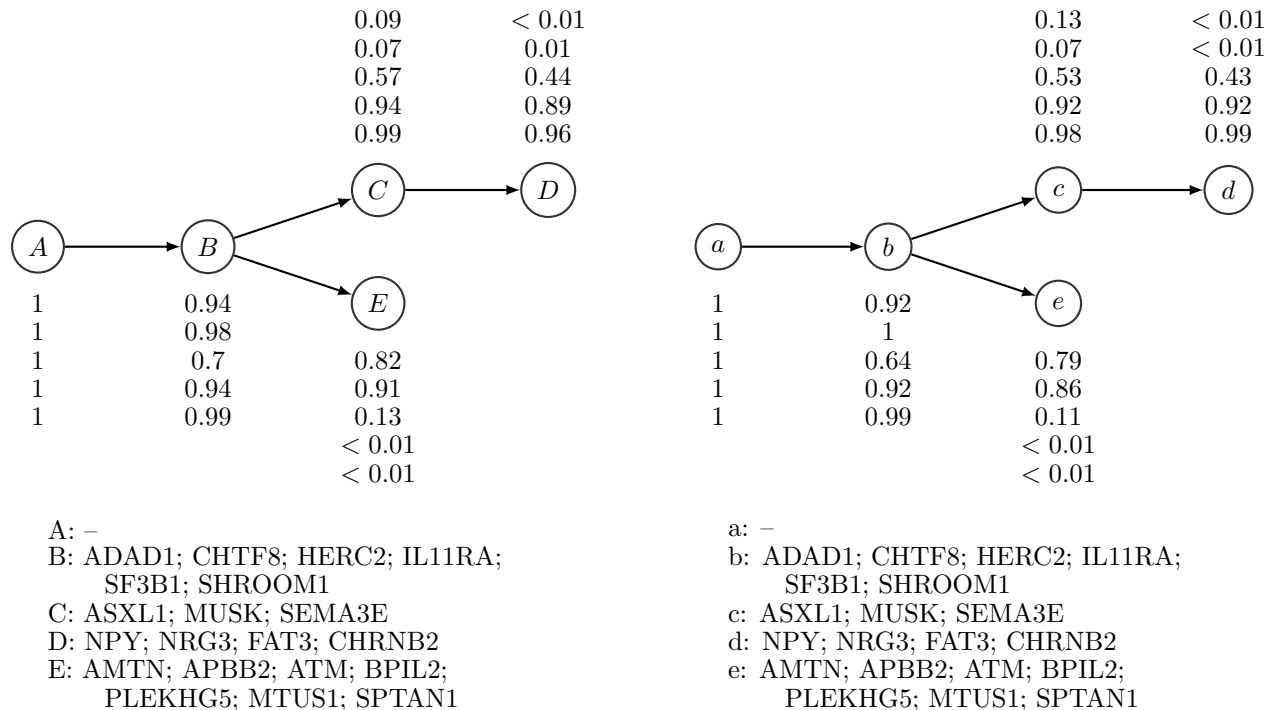 0.09 < 0.01 0.13 < 0.01
0.07 0.01 0.07 < 0.01
0.57 0.44 0.53 0.43
0.94 0.89 0.92 0.92
0.99 0.96 0.98 0.99
C D c d
A B a b
E e
1 0.94 1 0.92
1 0.98 1 1
1 0.7 0.82 1 0.64 0.79
1 0.94 0.91 1 0.92 0.86
1 0.99 0.13 1 0.99 0.11
< 0.01 < 0.01
< 0.01 < 0.01
A: –
B: ADAD1; CHTF8; HERC2; IL11RA;
SF3B1; SHROOM1
C: ASXL1; MUSK; SEMA3E
D: NPY; NRG3; FAT3; CHRNB2
E: AMTN; APBB2; ATM; BPIL2;
PLEKHG5; MTUS1; SPTAN1
a: –
b: ADAD1; CHTF8; HERC2; IL11RA;
SF3B1; SHROOM1
c: ASXL1; MUSK; SEMA3E
d: NPY; NRG3; FAT3; CHRNB2
e: AMTN; APBB2; ATM; BPIL2;
PLEKHG5; MTUS1; SPTAN1